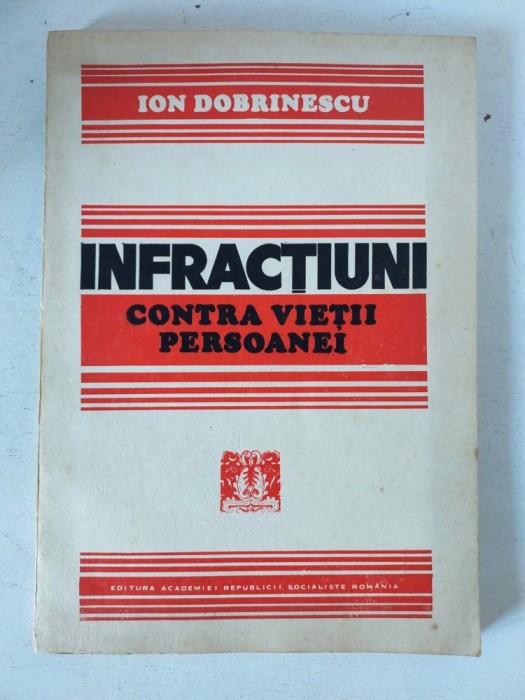 ION DOBRINESCU
INFRACȚIUNI
CONTRA VIEȚII
PERSOANEI
EDITURA ACADEMIEI REPUBLICII SOCIALISTE ROMÂNIA